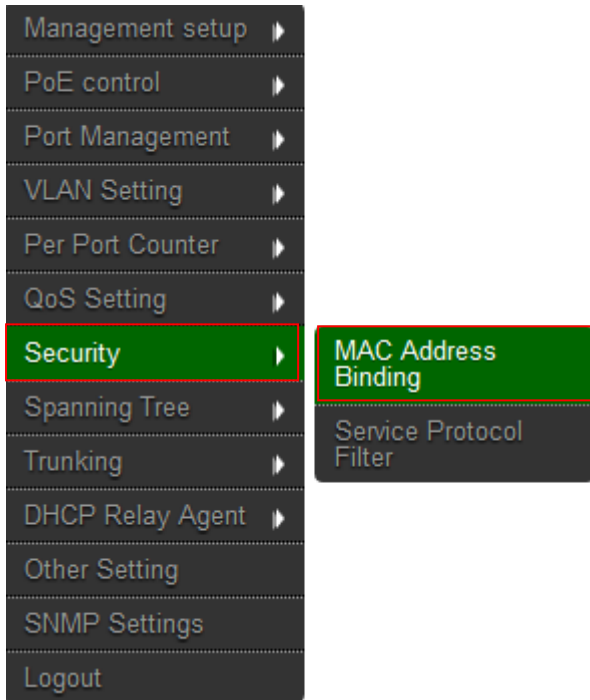 Management setup
PoE control
Port Management
VLAN Setting
Per Port Counter
QoS Setting
Security
MAC Address
Binding
Service Protocol
Filter
Spanning Tree
Trunking
DHCP Relay Agent
Other Setting
SNMP Settings
Logout